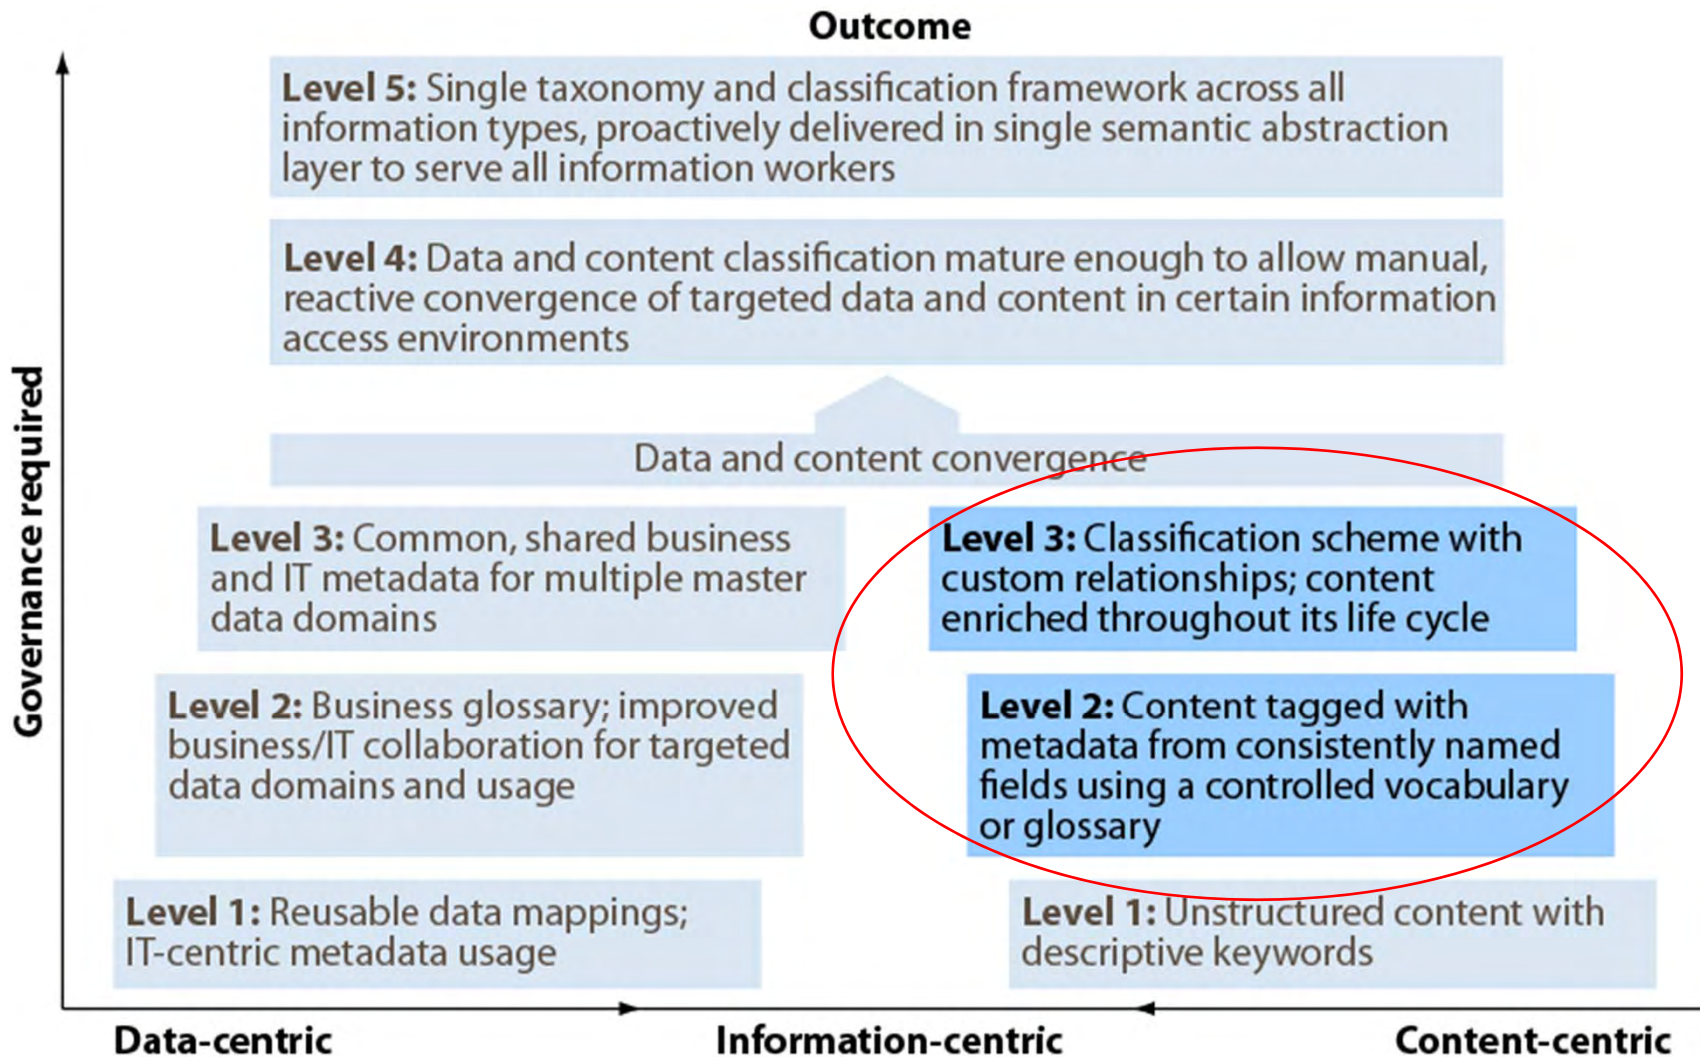 Outcome
Level 5: Single taxonomy and classification framework across all
information types, proactively delivered in single semantic abstraction
layer to serve all information workers
Level 4: Data and content classification mature enough to allow manual,
reactive convergence of targeted data and content in certain information
access environments
Data and content convergence
Level 3: Common, shared business
and IT metadata for multiple master
data domains
Level 3: Classification scheme with
custom relationships; content
enriched throughout its life cycle
Level 2: Business glossary; improved
business/IT collaboration for targeted
data domains and usage
Level 2: Content tagged with
metadata from consistently named
fields using a controlled vocabulary
or glossary
Level 1: Reusable data mappings;
IT-centric metadata usage
Level 1: Unstructured content with
descriptive keywords
Governance required
Data-centric
Information-centric
Content-centric